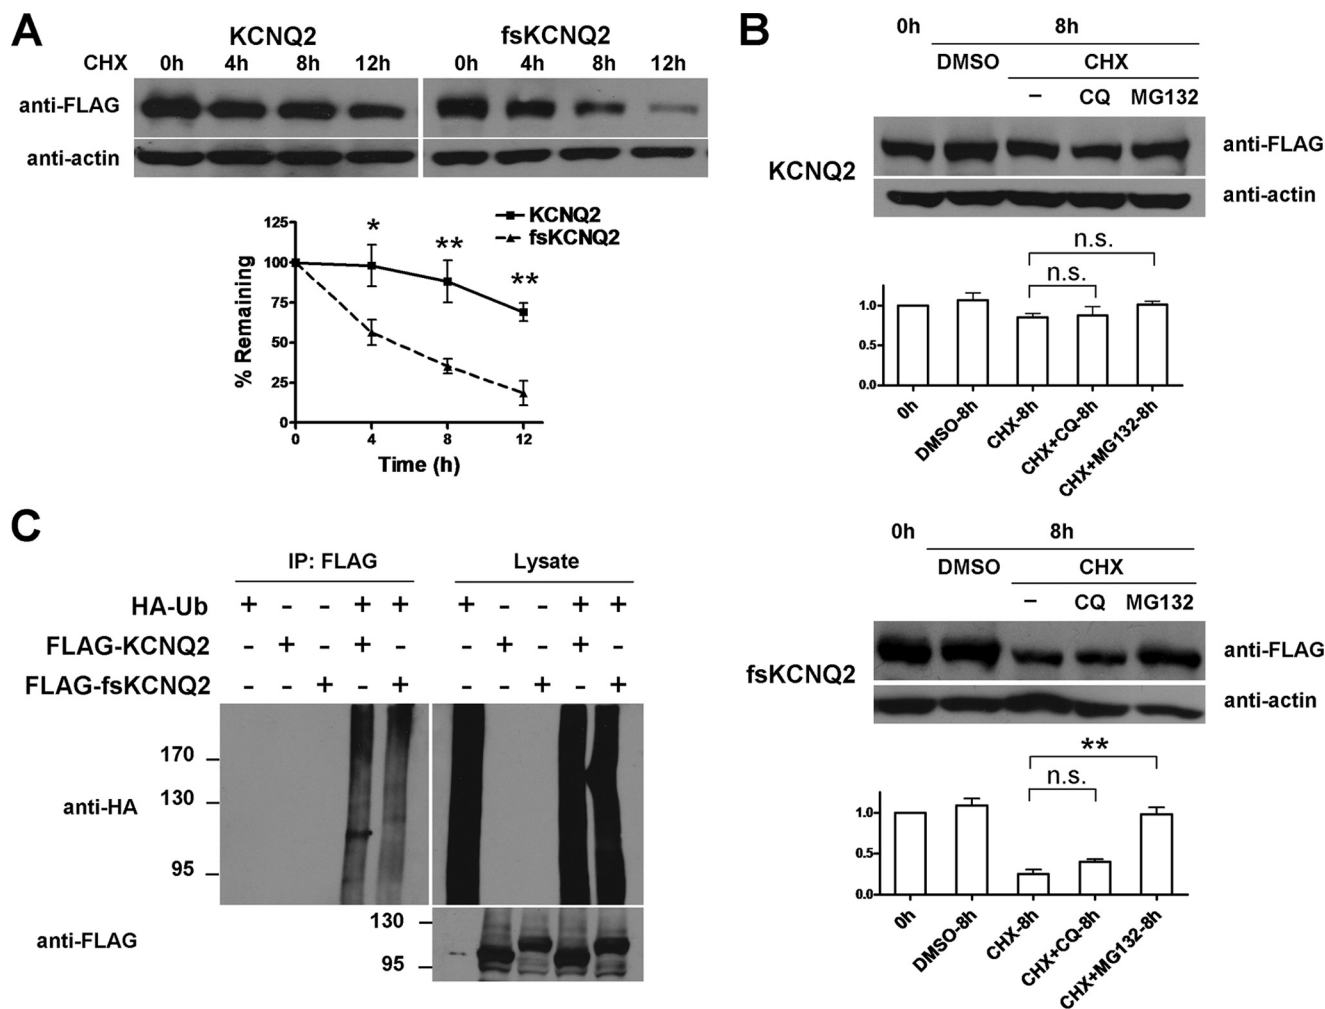 A
KCNQ2 fsKCNQ2
CHX 0h 4h 8h 12h 0h 4h 8h 12h
anti-FLAG
anti-actin
KCNQ2
fsKCNQ2
* ** **
% Remaining
125
100
75
50
25
0
0 4 8 12
Time (h)
B
0h 8h
DMSO CHX
– CQ MG132
KCNQ2
anti-FLAG
anti-actin
n.s.
n.s.
1.0
0.5
0.0
0h DMSO-8h CHX-8h CHX+CQ-8h CHX+MG132-8h
0h 8h
DMSO CHX
– CQ MG132
fsKCNQ2
anti-FLAG
anti-actin
**
n.s.
1.0
0.5
0.0
0h DMSO-8h CHX-8h CHX+CQ-8h CHX+MG132-8h
C
IP: FLAG Lysate
HA-Ub + - - + + + - - + +
FLAG-KCNQ2 - + - + - - + - + -
FLAG-fsKCNQ2 - - + - + - - + - +
anti-HA
170
130
95
anti-FLAG
130
95